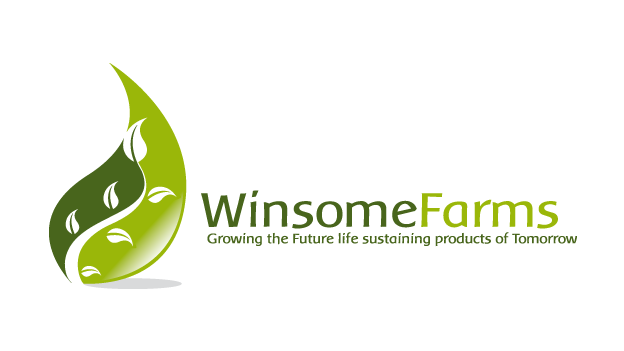 WinsomeFarms
Growing the Future life sustaining products of Tomorrow